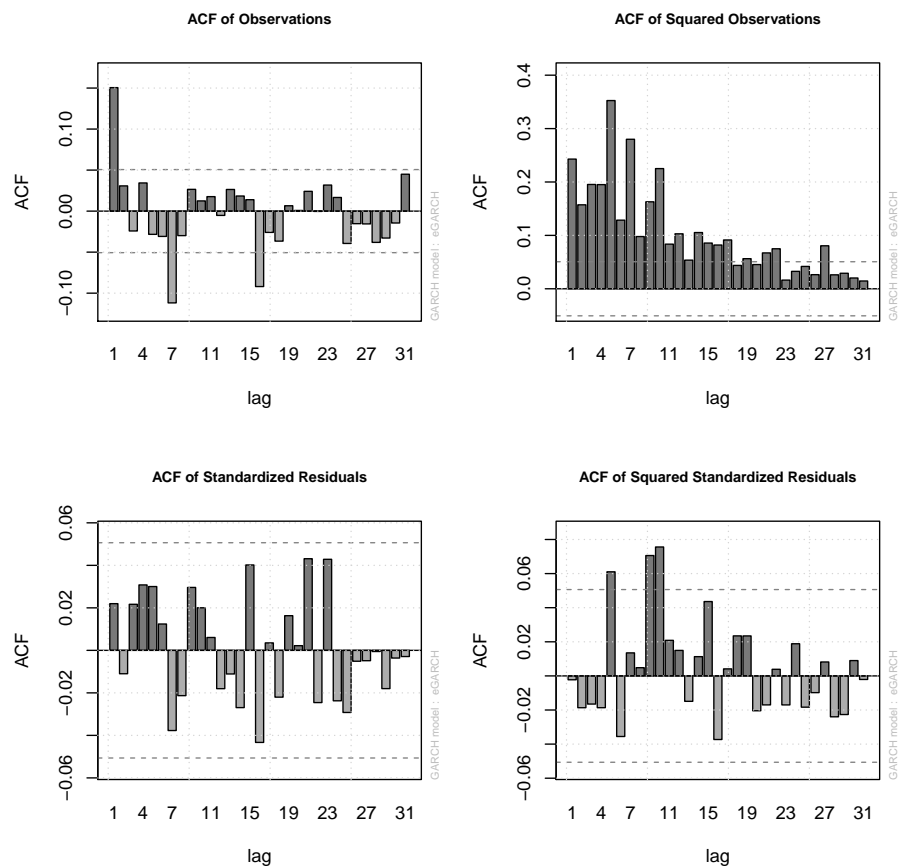 ACF of Observations
ACF
0.10
0.00
−0.10
1 4 7 11 15 19 23 27 31
lag
GARCH model : eGARCH
ACF of Squared Observations
ACF
0.4
0.3
0.2
0.1
0.0
1 4 7 11 15 19 23 27 31
lag
GARCH model : eGARCH
ACF of Standardized Residuals
ACF
0.06
0.02
−0.02
−0.06
1 4 7 11 15 19 23 27 31
lag
GARCH model : eGARCH
ACF of Squared Standardized Residuals
ACF
0.06
0.02
−0.02
−0.06
1 4 7 11 15 19 23 27 31
lag
GARCH model : eGARCH